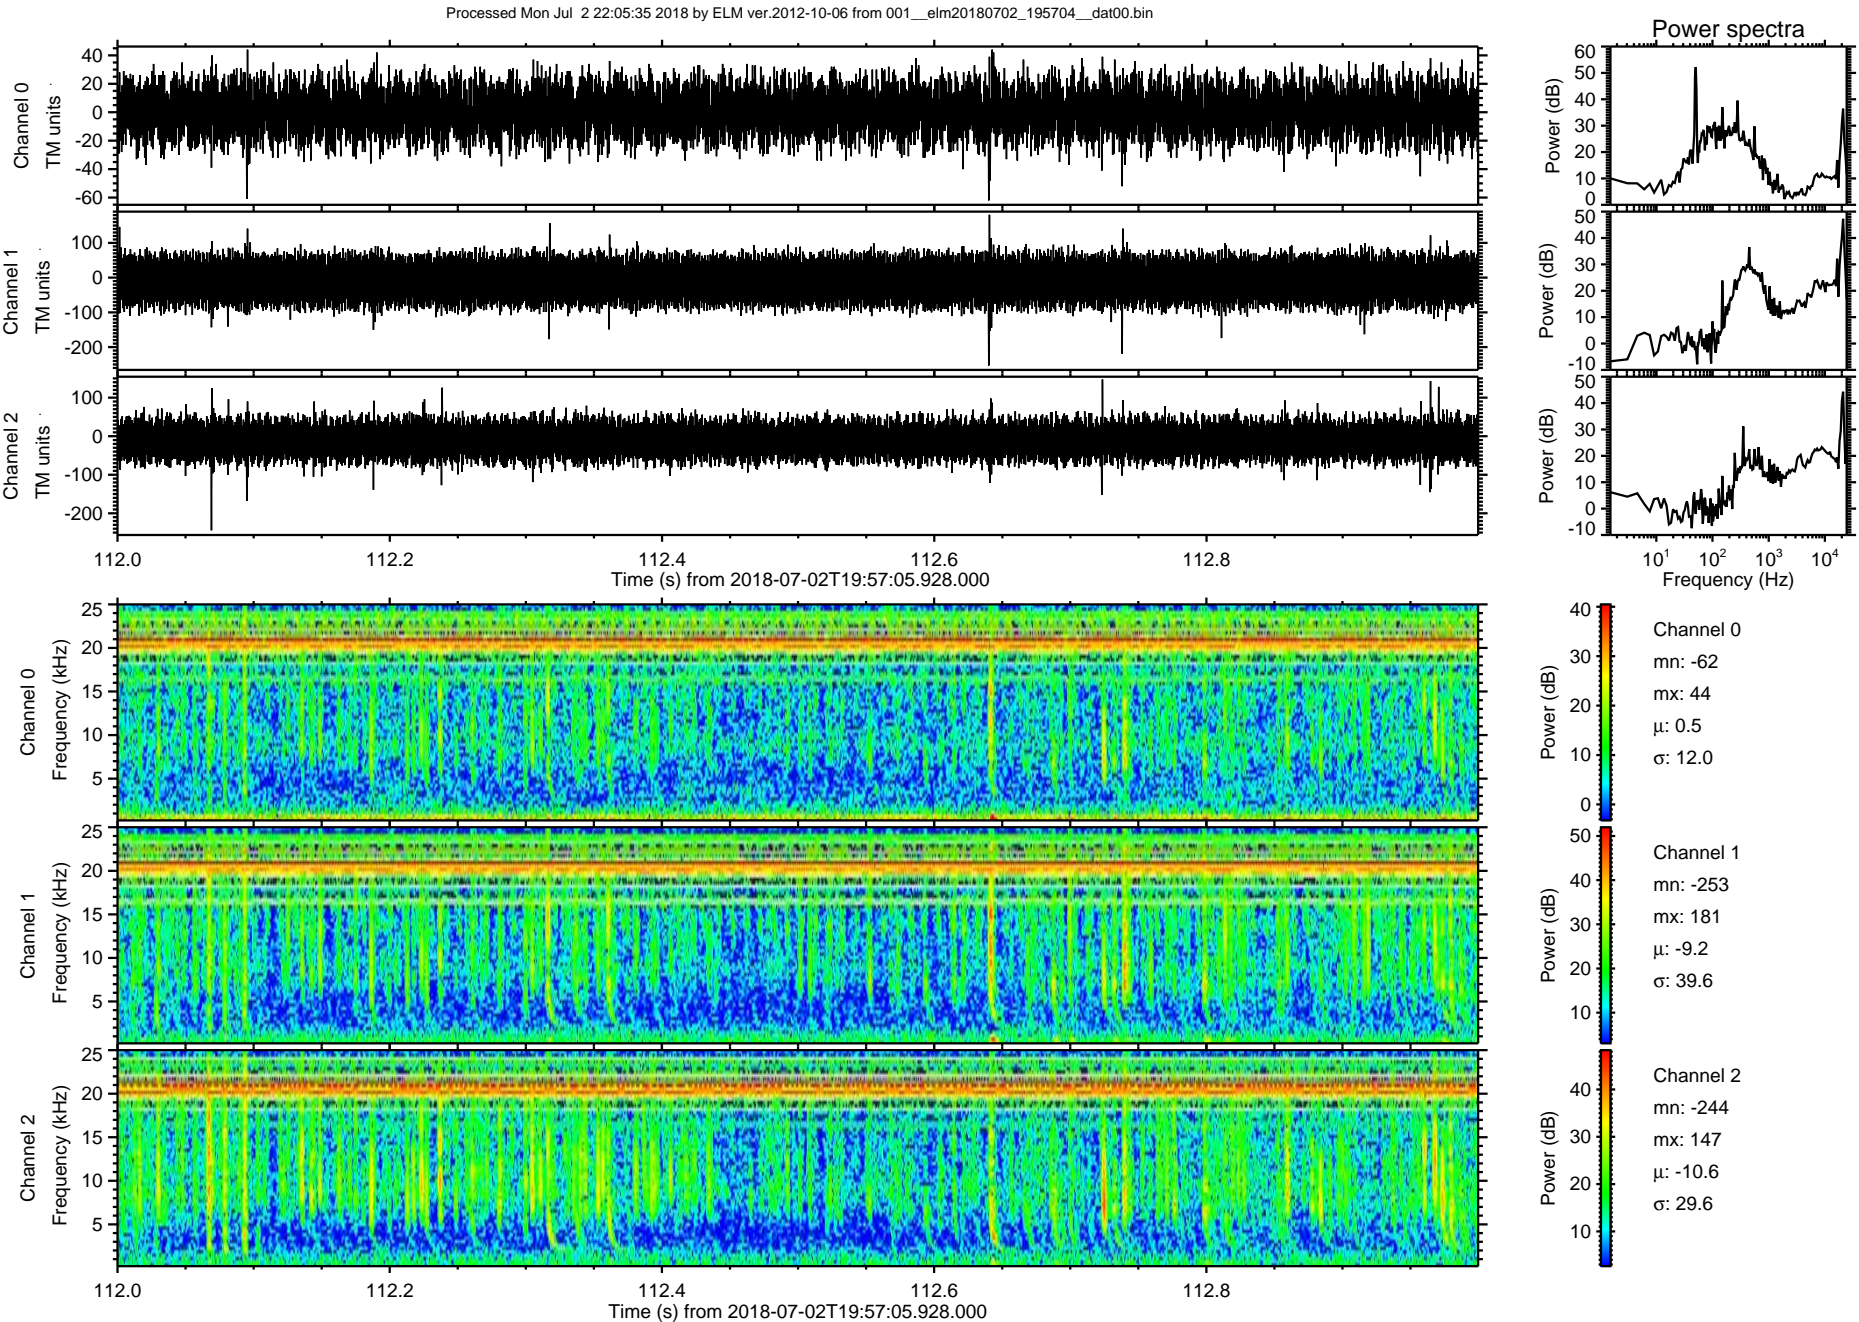 Processed Mon Jul  2 22:05:35 2018 by ELM ver.2012-10-06 from 001__elm20180702_195704__dat00.bin
Power spectra
Channel 0
TM units
40
20
0
-20
-40
-60
Power (dB)
60
50
40
30
20
10
0
Channel 1
TM units
100
0
-100
-200
Power (dB)
50
40
30
20
10
0
-10
Channel 2
TM units
100
0
-100
-200
Power (dB)
50
40
30
20
10
0
-10
112.0 112.2 112.4 112.6 112.8
Time (s) from 2018-07-02T19:57:05.928.000
10¹ 10² 10³ 10⁴
Frequency (Hz)
Channel 0
Frequency (kHz)
25
20
15
10
5
Power (dB)
40
30
20
10
0
Channel 0
mn: -62
mx: 44
μ: 0.5
σ: 12.0
Channel 1
Frequency (kHz)
25
20
15
10
5
Power (dB)
50
40
30
20
10
Channel 1
mn: -253
mx: 181
μ: -9.2
σ: 39.6
Channel 2
Frequency (kHz)
25
20
15
10
5
Power (dB)
40
30
20
10
Channel 2
mn: -244
mx: 147
μ: -10.6
σ: 29.6
112.0 112.2 112.4 112.6 112.8
Time (s) from 2018-07-02T19:57:05.928.000